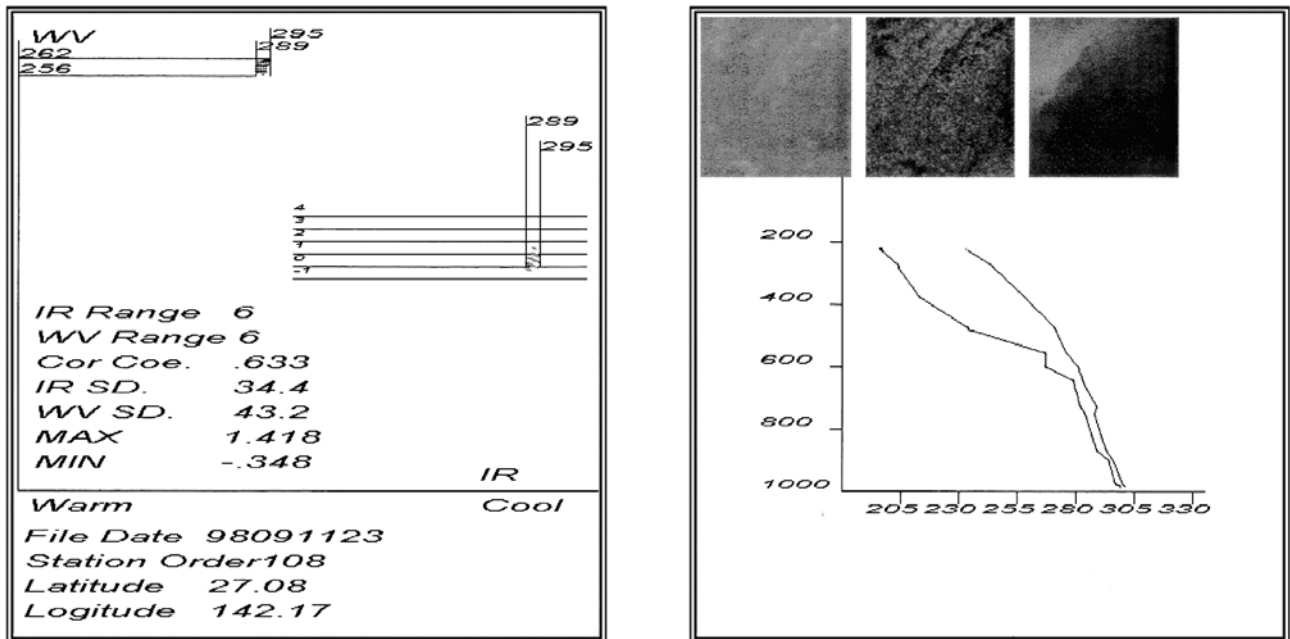 WV
295
289
262
256
289
295
4
3
2
1
0
-1
IR Range 6
WV Range 6
Cor Coe. .633
IR SD. 34.4
WV SD. 43.2
MAX 1.418
MIN -.348
IR
Warm Cool
File Date 98091123
Station Order108
Latitude 27.08
Logitude 142.17
200
400
600
800
1000
205 230 255 280 305 330